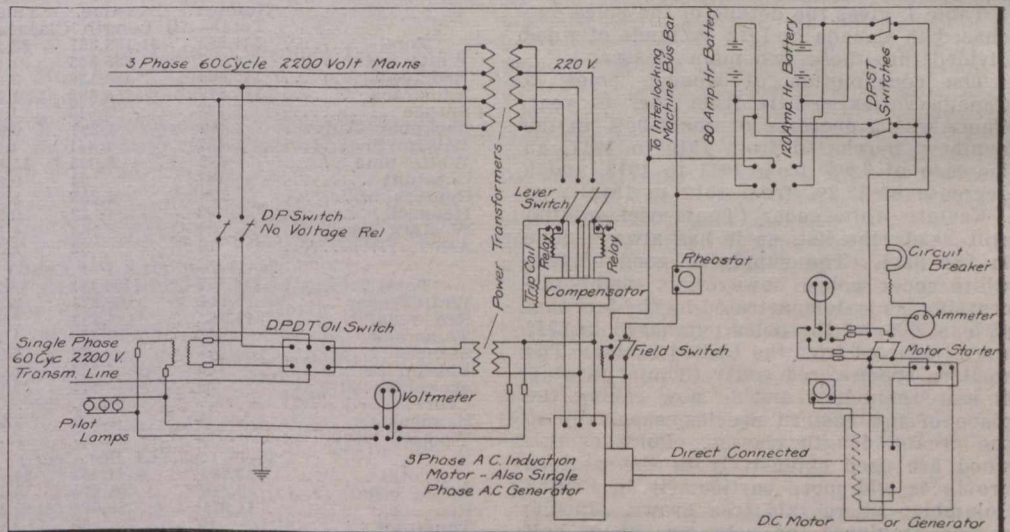 3 Phase 60 Cycle 2200 Volt Mains
220 V.
To Interlocking
Machine Bus Bar
80 Amp. Hr Battery
120 Amp. Hr Battery
DPST
Switches
Power Transformers
Lever
Switch
DP Switch
No Voltage Rel
Trip Coil
Relay
Relay
Compensator
Rheostat
Circuit
Breaker
Ammeter
Motor Starter
Single Phase
60 Cyc 2200 V.
Transm. Line
DPDT Oil Switch
Field Switch
Pilot
Lamps
Voltmeter
3 Phase A.C. Induction
Motor - Also Single
Phase A.C. Generator
Direct Connected
D.C. Motor or Generator